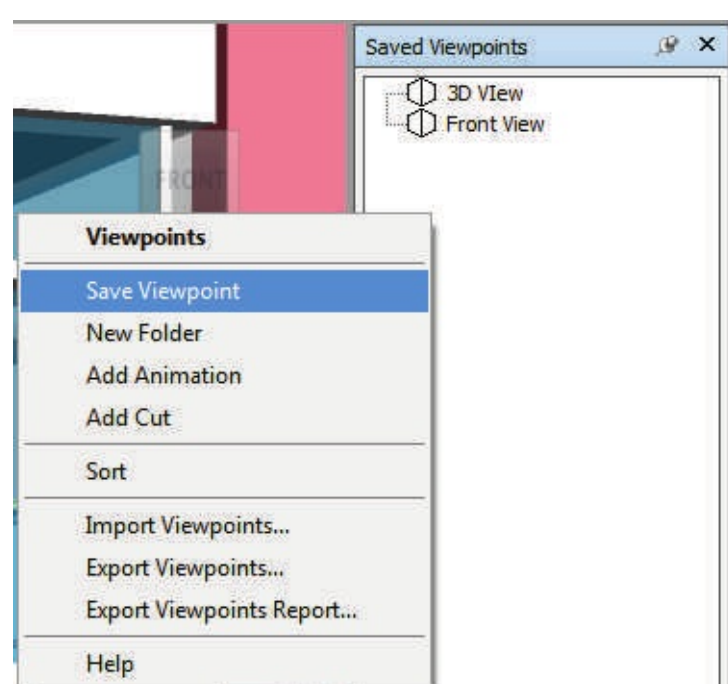 Saved Viewpoints
3D VIew
Front View
FRONT
Viewpoints
Save Viewpoint
New Folder
Add Animation
Add Cut
Sort
Import Viewpoints...
Export Viewpoints...
Export Viewpoints Report...
Help